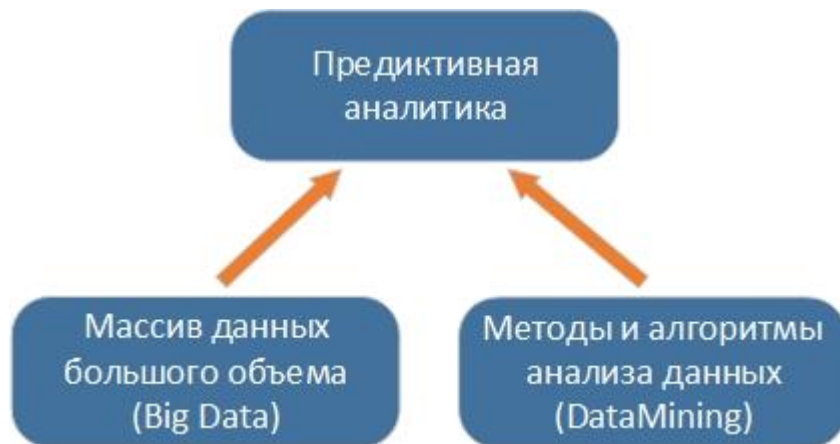 Предиктивная
аналитика
Массив данных
большого объема
(Big Data)
Методы и алгоритмы
анализа данных
(DataMining)